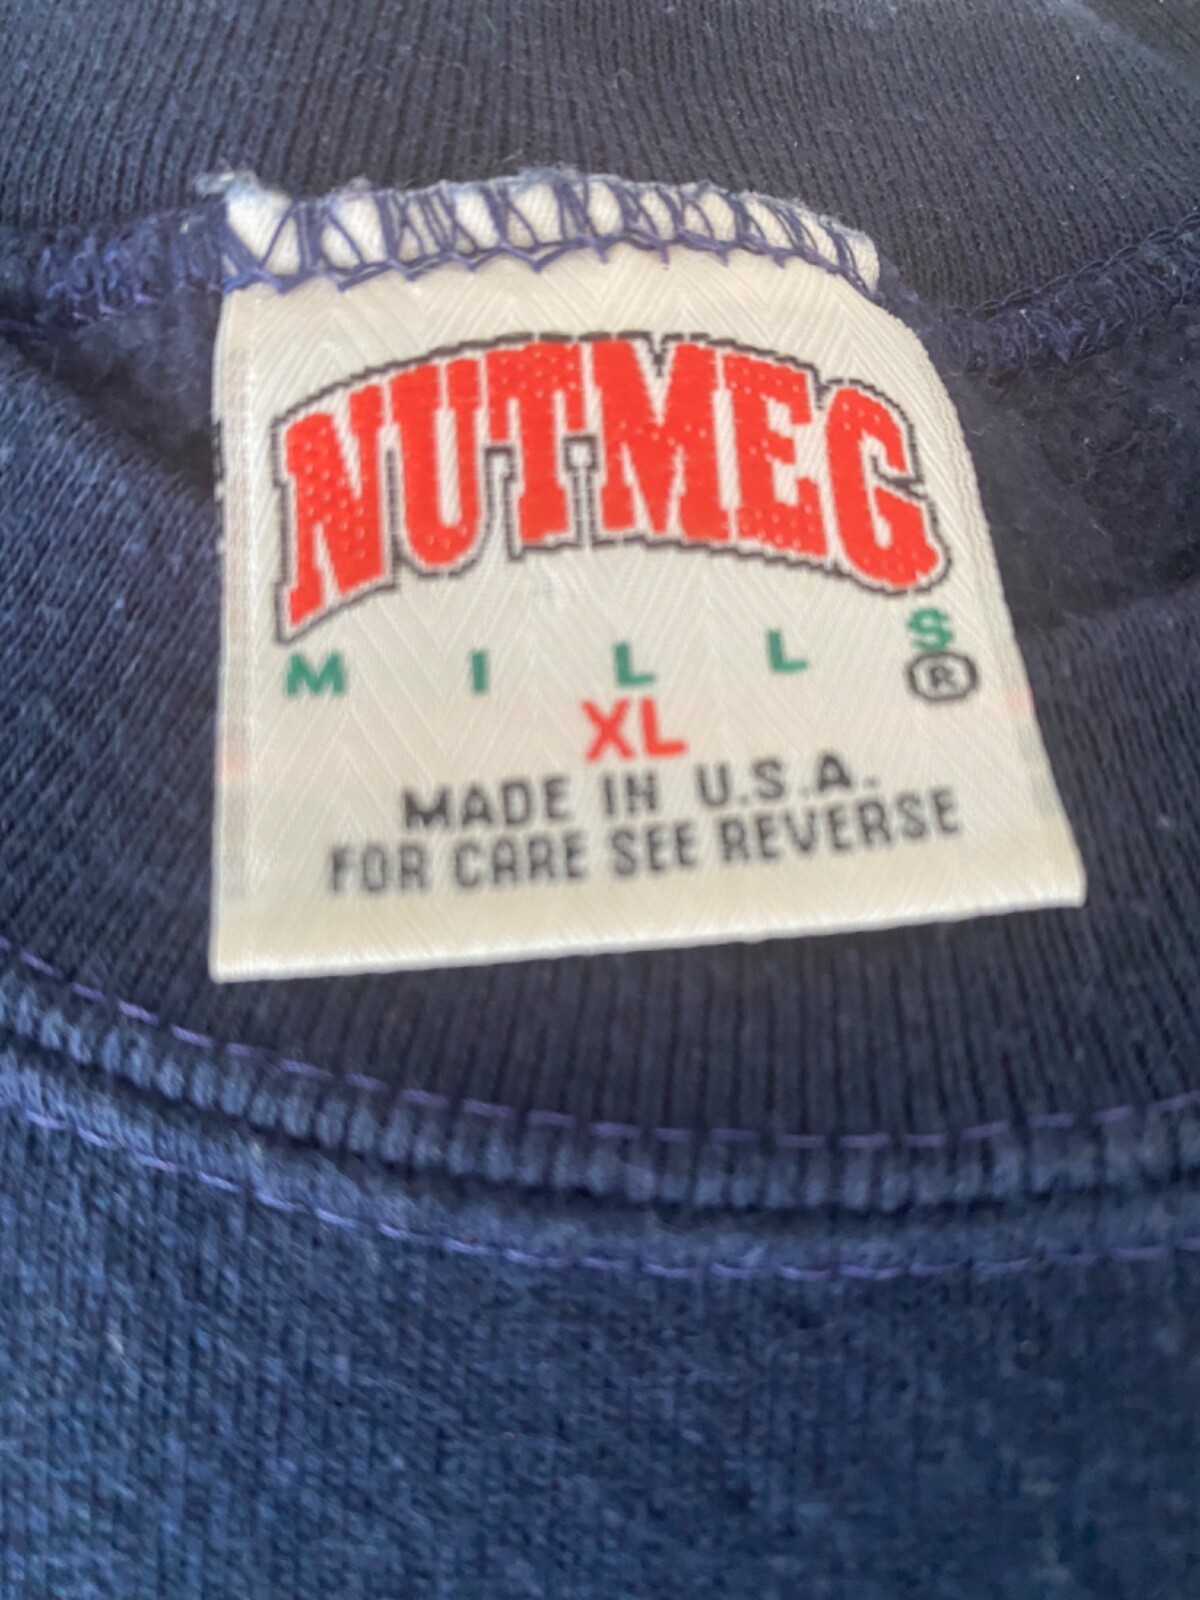 NUTMEG
MILLS
®
XL
MADE IN U.S.A.
FOR CARE SEE REVERSE